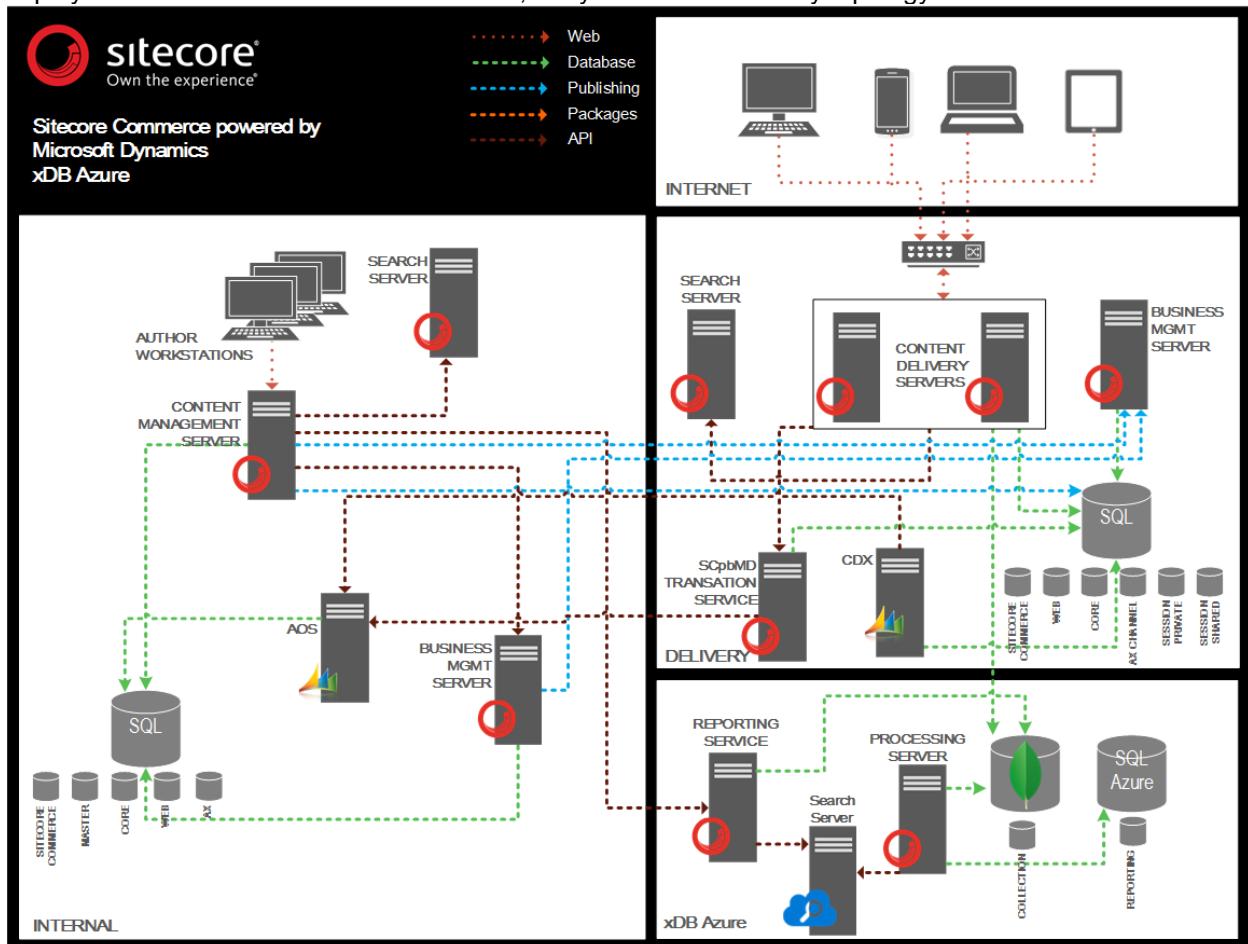 sitecore®
Own the experience®
Sitecore Commerce powered by
Microsoft Dynamics
xDB Azure
Web
Database
Publishing
Packages
API
INTERNET
SEARCH
SERVER
AUTHOR
WORKSTATIONS
CONTENT
MANAGEMENT
SERVER
AOS
BUSINESS
MGMT
SERVER
SQL
SITECORE
COMMERCE
MASTER
CORE
WEB
AX
INTERNAL
SEARCH
SERVER
CONTENT
DELIVERY
SERVERS
BUSINESS
MGMT
SERVER
SQL
SCpbMD
TRANSATION
SERVICE
CDX
SITECORE
COMMERCE
WEB
CORE
AX CHANNEL
SESSION
PRIVATE
SESSION
SHARED
DELIVERY
REPORTING
SERVICE
PROCESSING
SERVER
Search
Server
SQL
Azure
COLLECTION
REPORTING
xDB Azure